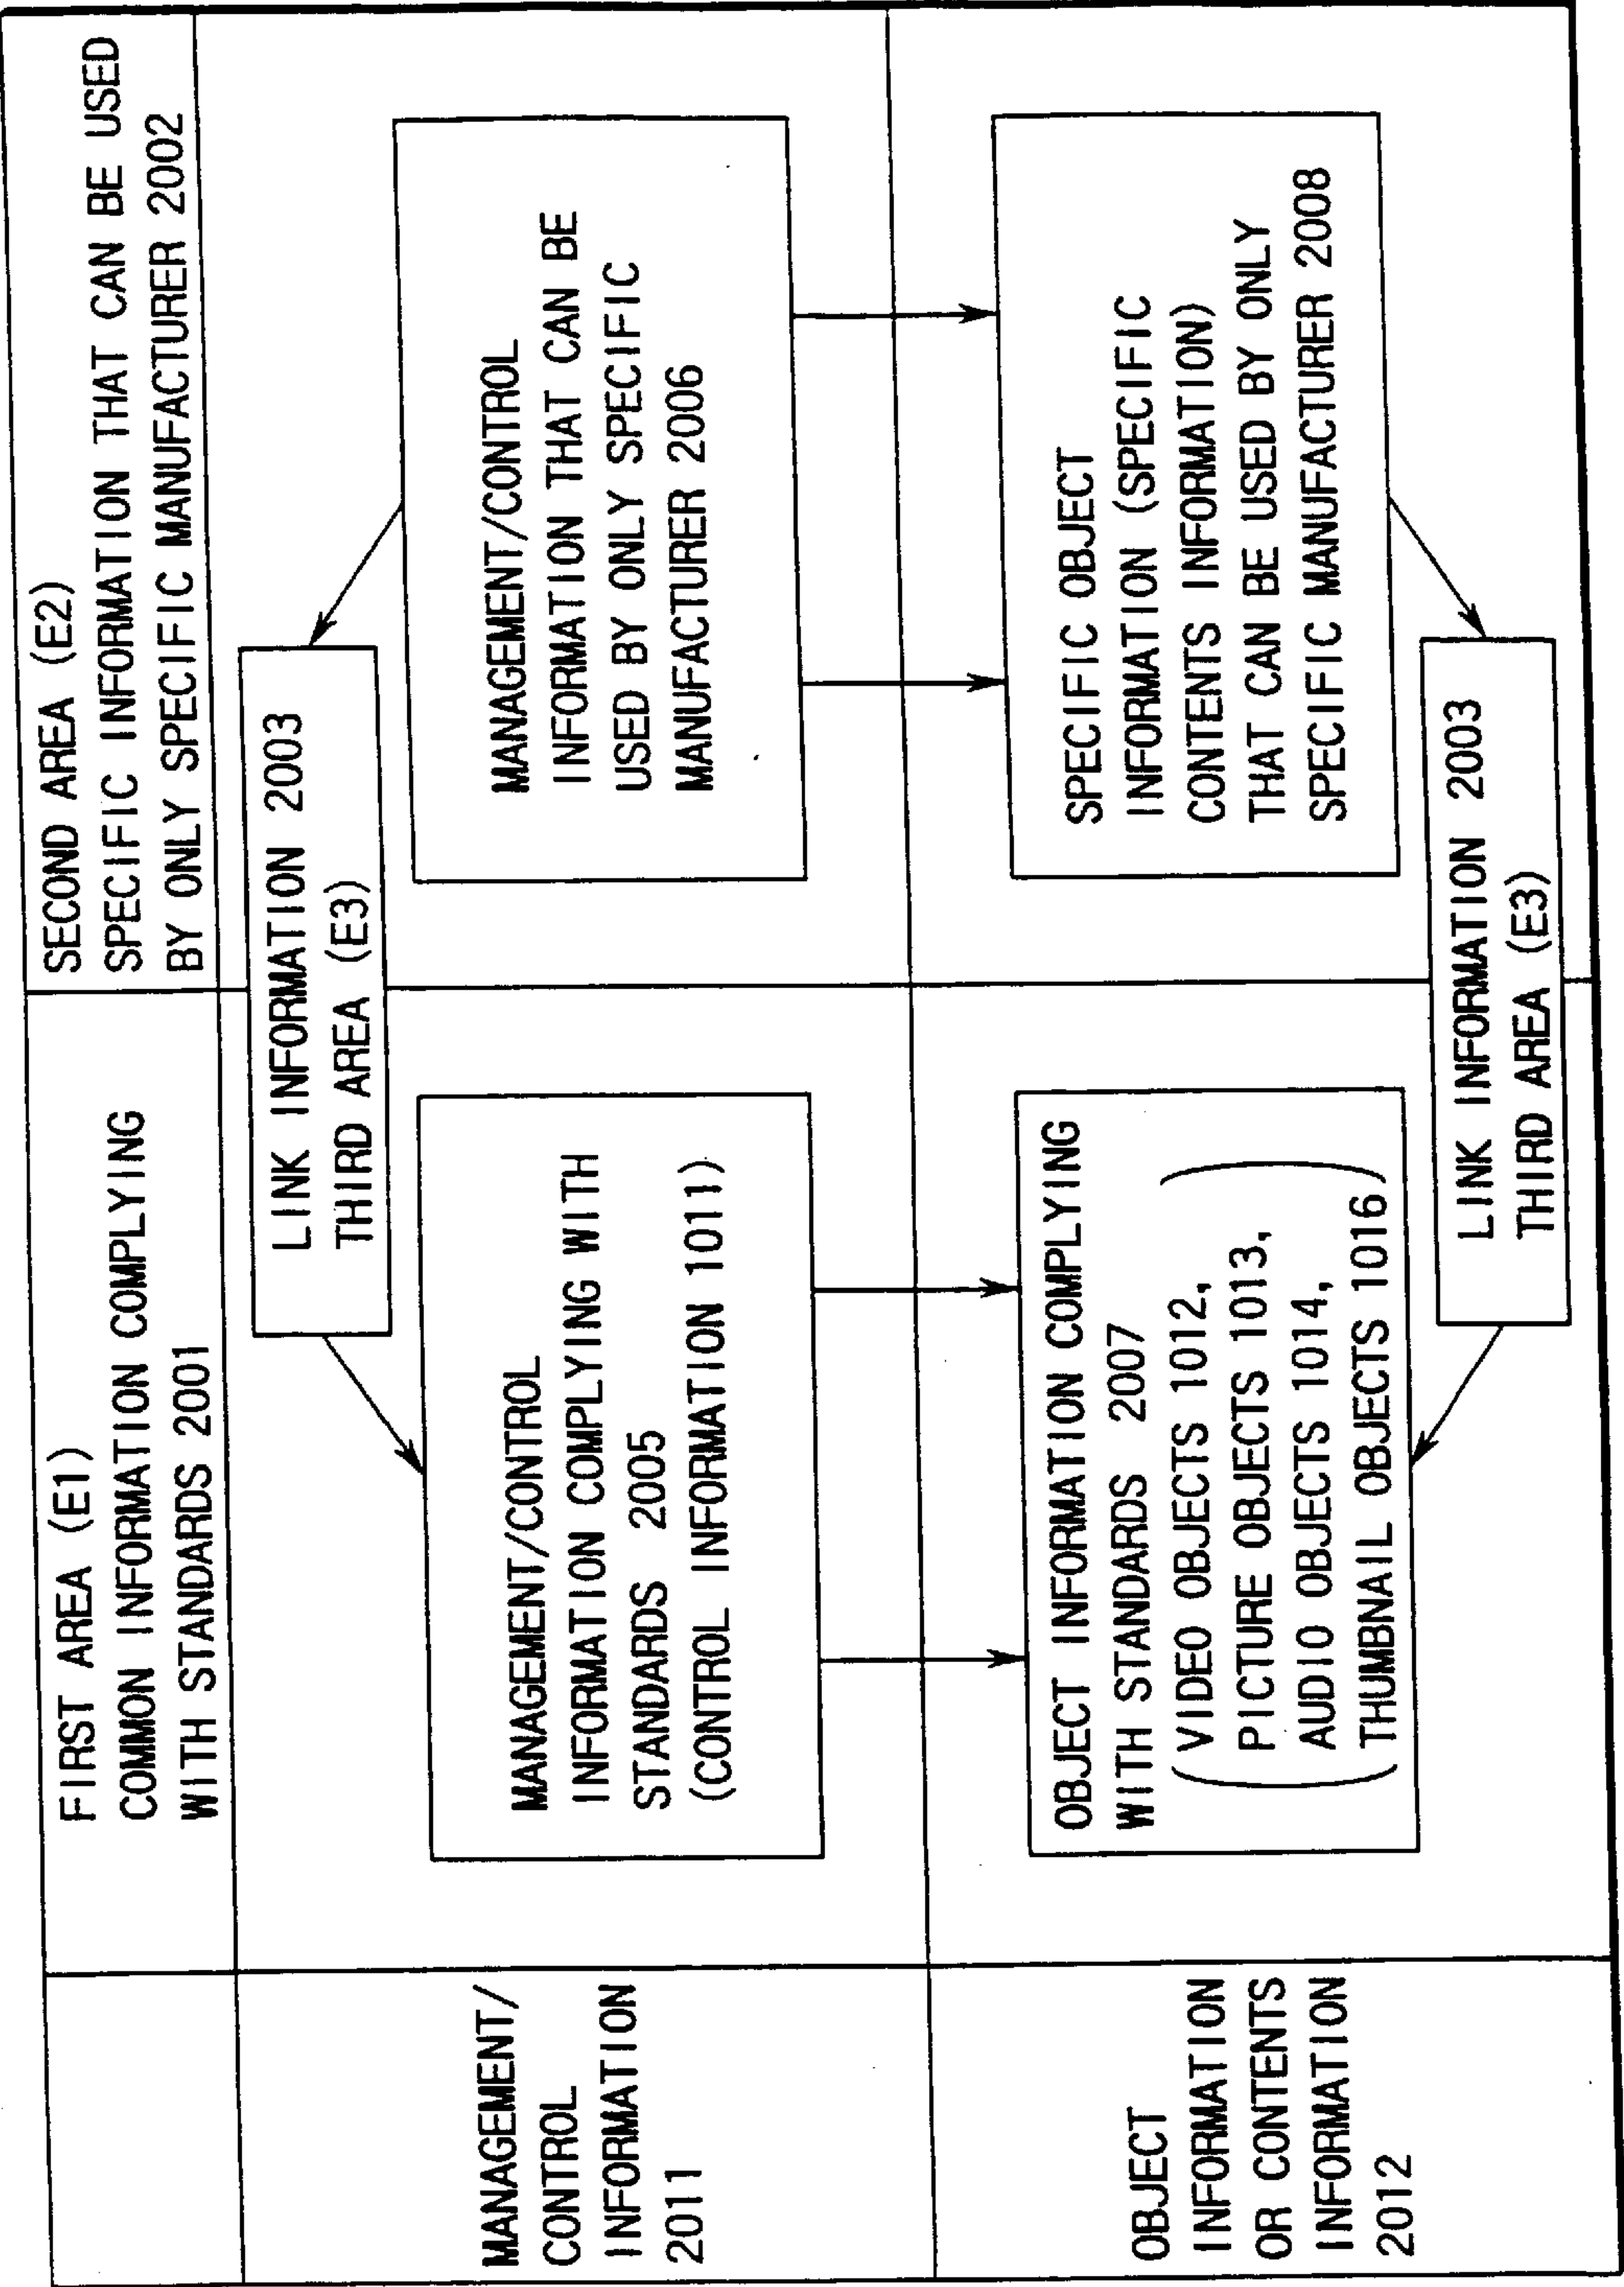 FIRST AREA (E1)
COMMON INFORMATION COMPLYING
WITH STANDARDS 2001
SECOND AREA (E2)
SPECIFIC INFORMATION THAT CAN BE USED
BY ONLY SPECIFIC MANUFACTURER 2002
MANAGEMENT/
CONTROL
INFORMATION
2011
LINK INFORMATION 2003
THIRD AREA (E3)
MANAGEMENT/CONTROL
INFORMATION COMPLYING WITH
STANDARDS 2005
(CONTROL INFORMATION 1011)
MANAGEMENT/CONTROL
INFORMATION THAT CAN BE
USED BY ONLY SPECIFIC
MANUFACTURER 2006
OBJECT
INFORMATION
OR CONTENTS
INFORMATION
2012
OBJECT INFORMATION COMPLYING
WITH STANDARDS 2007
(VIDEO OBJECTS 1012,
PICTURE OBJECTS 1013,
AUDIO OBJECTS 1014,
THUMBNAIL OBJECTS 1016)
SPECIFIC OBJECT
INFORMATION (SPECIFIC
CONTENTS INFORMATION)
THAT CAN BE USED BY ONLY
SPECIFIC MANUFACTURER 2008
LINK INFORMATION 2003
THIRD AREA (E3)